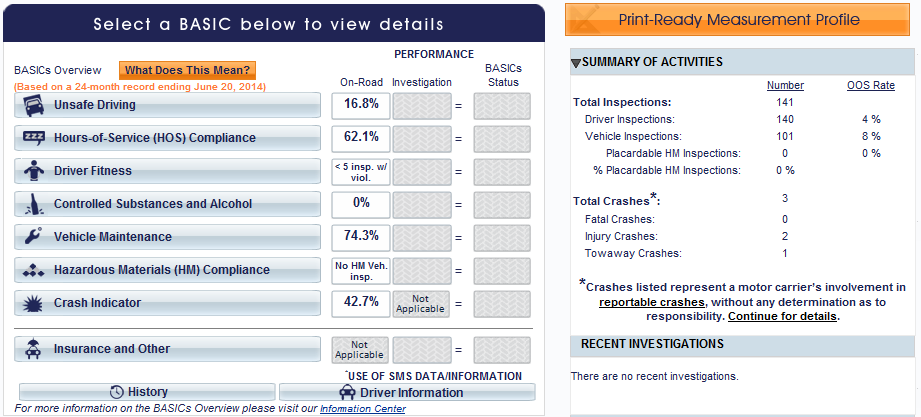 Select a BASIC below to view details
PERFORMANCE
BASICs Overview What Does This Mean? On-Road Investigation BASICs Status
(Based on a 24-month record ending June 20, 2014)
Unsafe Driving 16.8% =
Hours-of-Service (HOS) Compliance 62.1% =
Driver Fitness < 5 insp. w/ viol. =
Controlled Substances and Alcohol 0% =
Vehicle Maintenance 74.3% =
Hazardous Materials (HM) Compliance No HM Veh. insp. =
Crash Indicator 42.7% Not Applicable =
Insurance and Other Not Applicable =
*USE OF SMS DATA/INFORMATION
History Driver Information
For more information on the BASICs Overview please visit our Infomation Center
Print-Ready Measurement Profile
SUMMARY OF ACTIVITIES
Number OOS Rate
Total Inspections: 141
Driver Inspections: 140 4 %
Vehicle Inspections: 101 8 %
Placardable HM Inspections: 0 0 %
% Placardable HM Inspections: 0 %
Total Crashes*: 3
Fatal Crashes: 0
Injury Crashes: 2
Towaway Crashes: 1
*Crashes listed represent a motor carrier's involvement in
reportable crashes, without any determination as to
responsibility. Continue for details.
RECENT INVESTIGATIONS
There are no recent investigations.